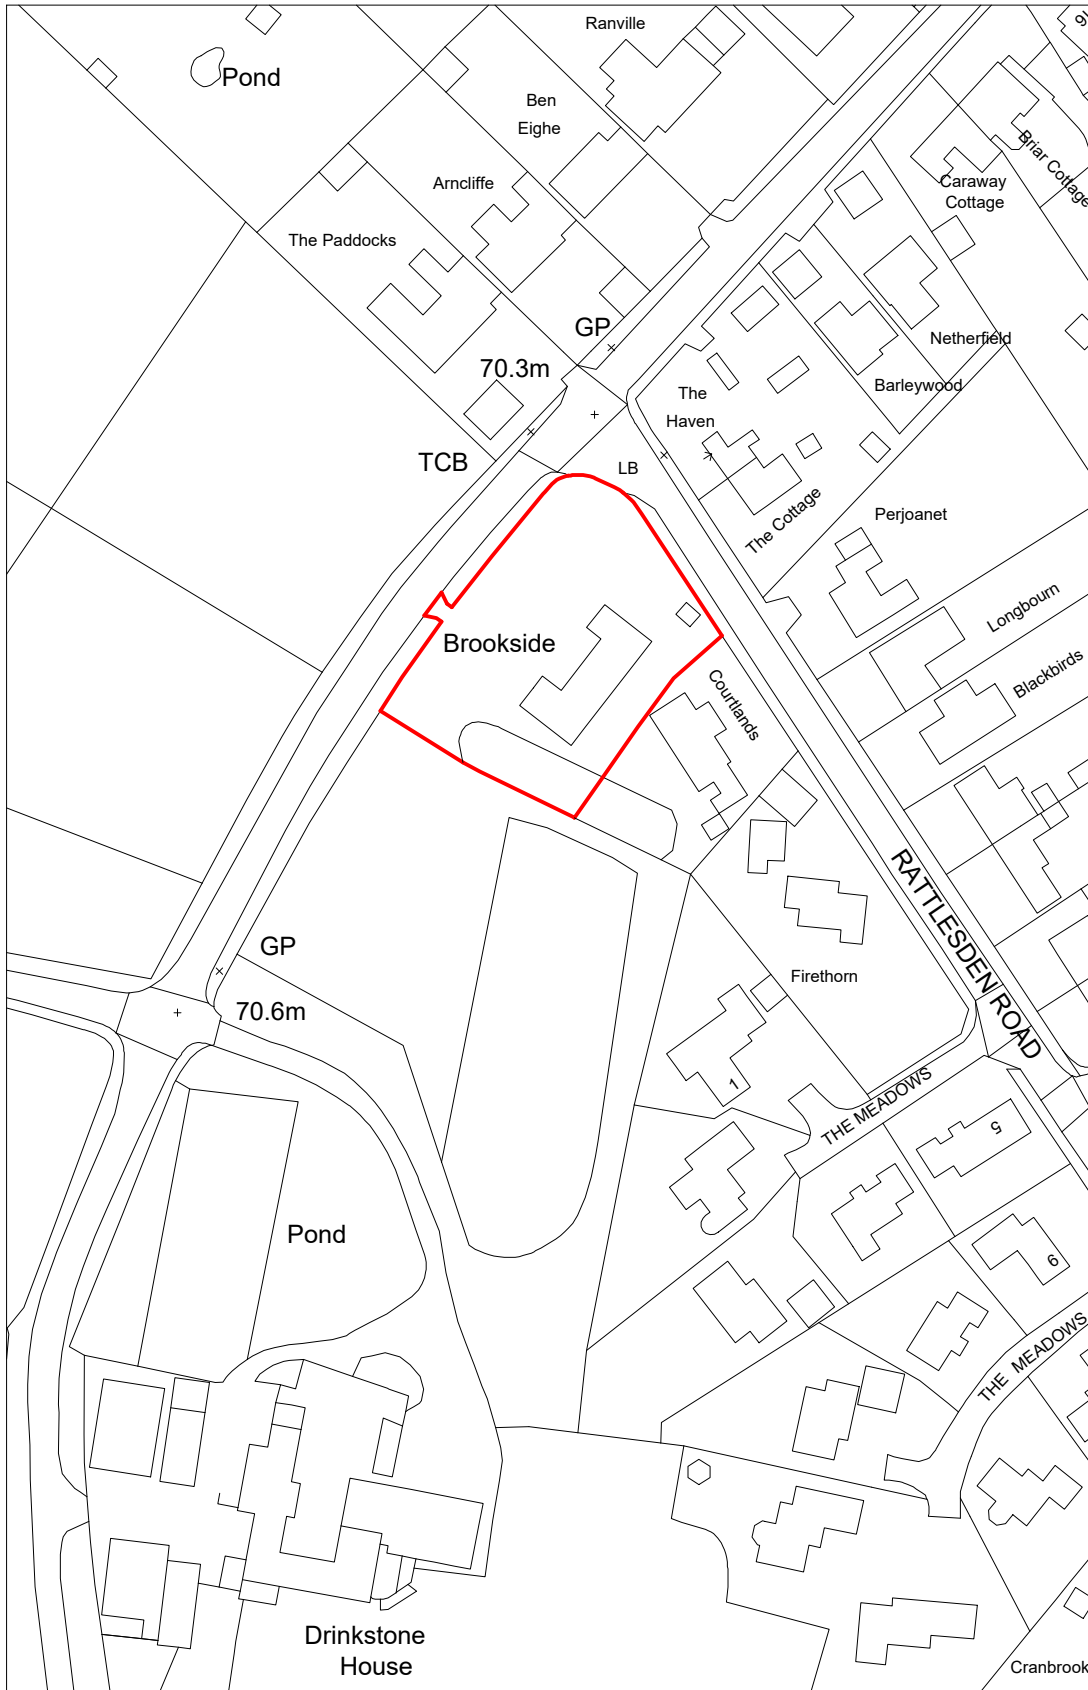 Ranville
16
Pond
Ben
Eighe
Briar Cottage
Arncliffe
Caraway
Cottage
The Paddocks
GP
Netherfield
70.3m
Barleywood
The
Haven
TCB
LB
The Cottage
Perjoanet
Longbourn
Brookside
Blackbirds
Courtlands
RATTLESDEN ROAD
GP
Firethorn
70.6m
1
THE MEADOWS
5
Pond
6
THE MEADOWS
Drinkstone
House
Cranbrook